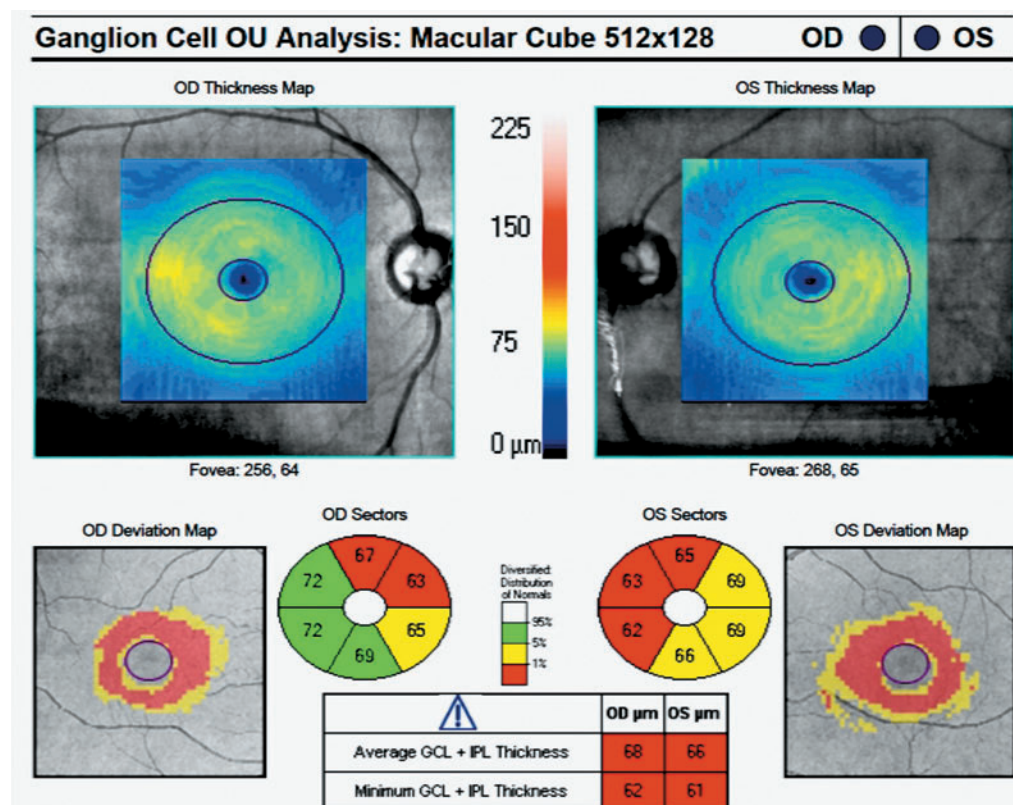 Ganglion Cell OU Analysis: Macular Cube 512x128 OD OS
OD Thickness Map
OS Thickness Map
225
150
75
0 µm
Fovea: 256, 64
Fovea: 268, 65
OD Deviation Map
OD Sectors
OS Sectors
OS Deviation Map
67
72
63
72
65
69
Diversified:
Distribution
of Normals
95%
5%
1%
65
63
69
62
69
66
OD µm OS µm
Average GCL + IPL Thickness 68 66
Minimum GCL + IPL Thickness 62 61